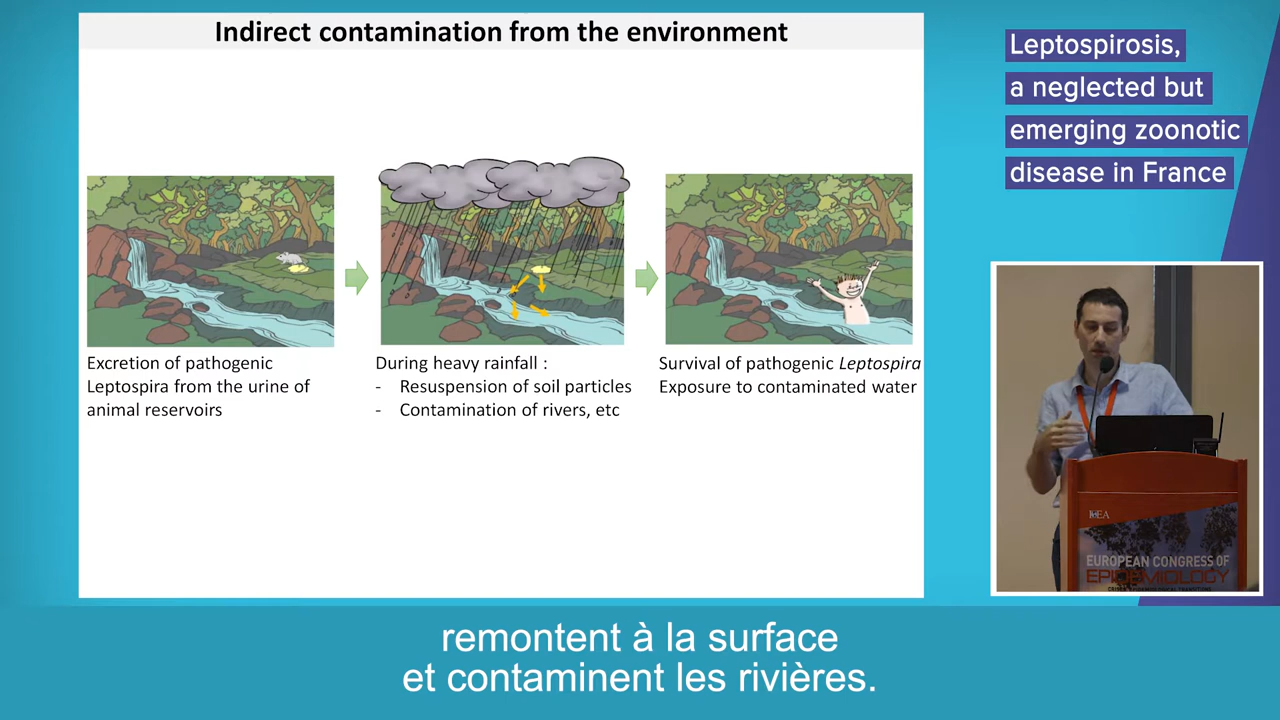 Indirect contamination from the environment
Leptospirosis,
a neglected but
emerging zoonotic
disease in France
Excretion of pathogenic
Leptospira from the urine of
animal reservoirs
During heavy rainfall :
- Resuspension of soil particles
- Contamination of rivers, etc
Survival of pathogenic Leptospira
Exposure to contaminated water
EUROPEAN CONGRESS OF
EPIDEMIOLOGY
remontent à la surface
et contaminent les rivières.